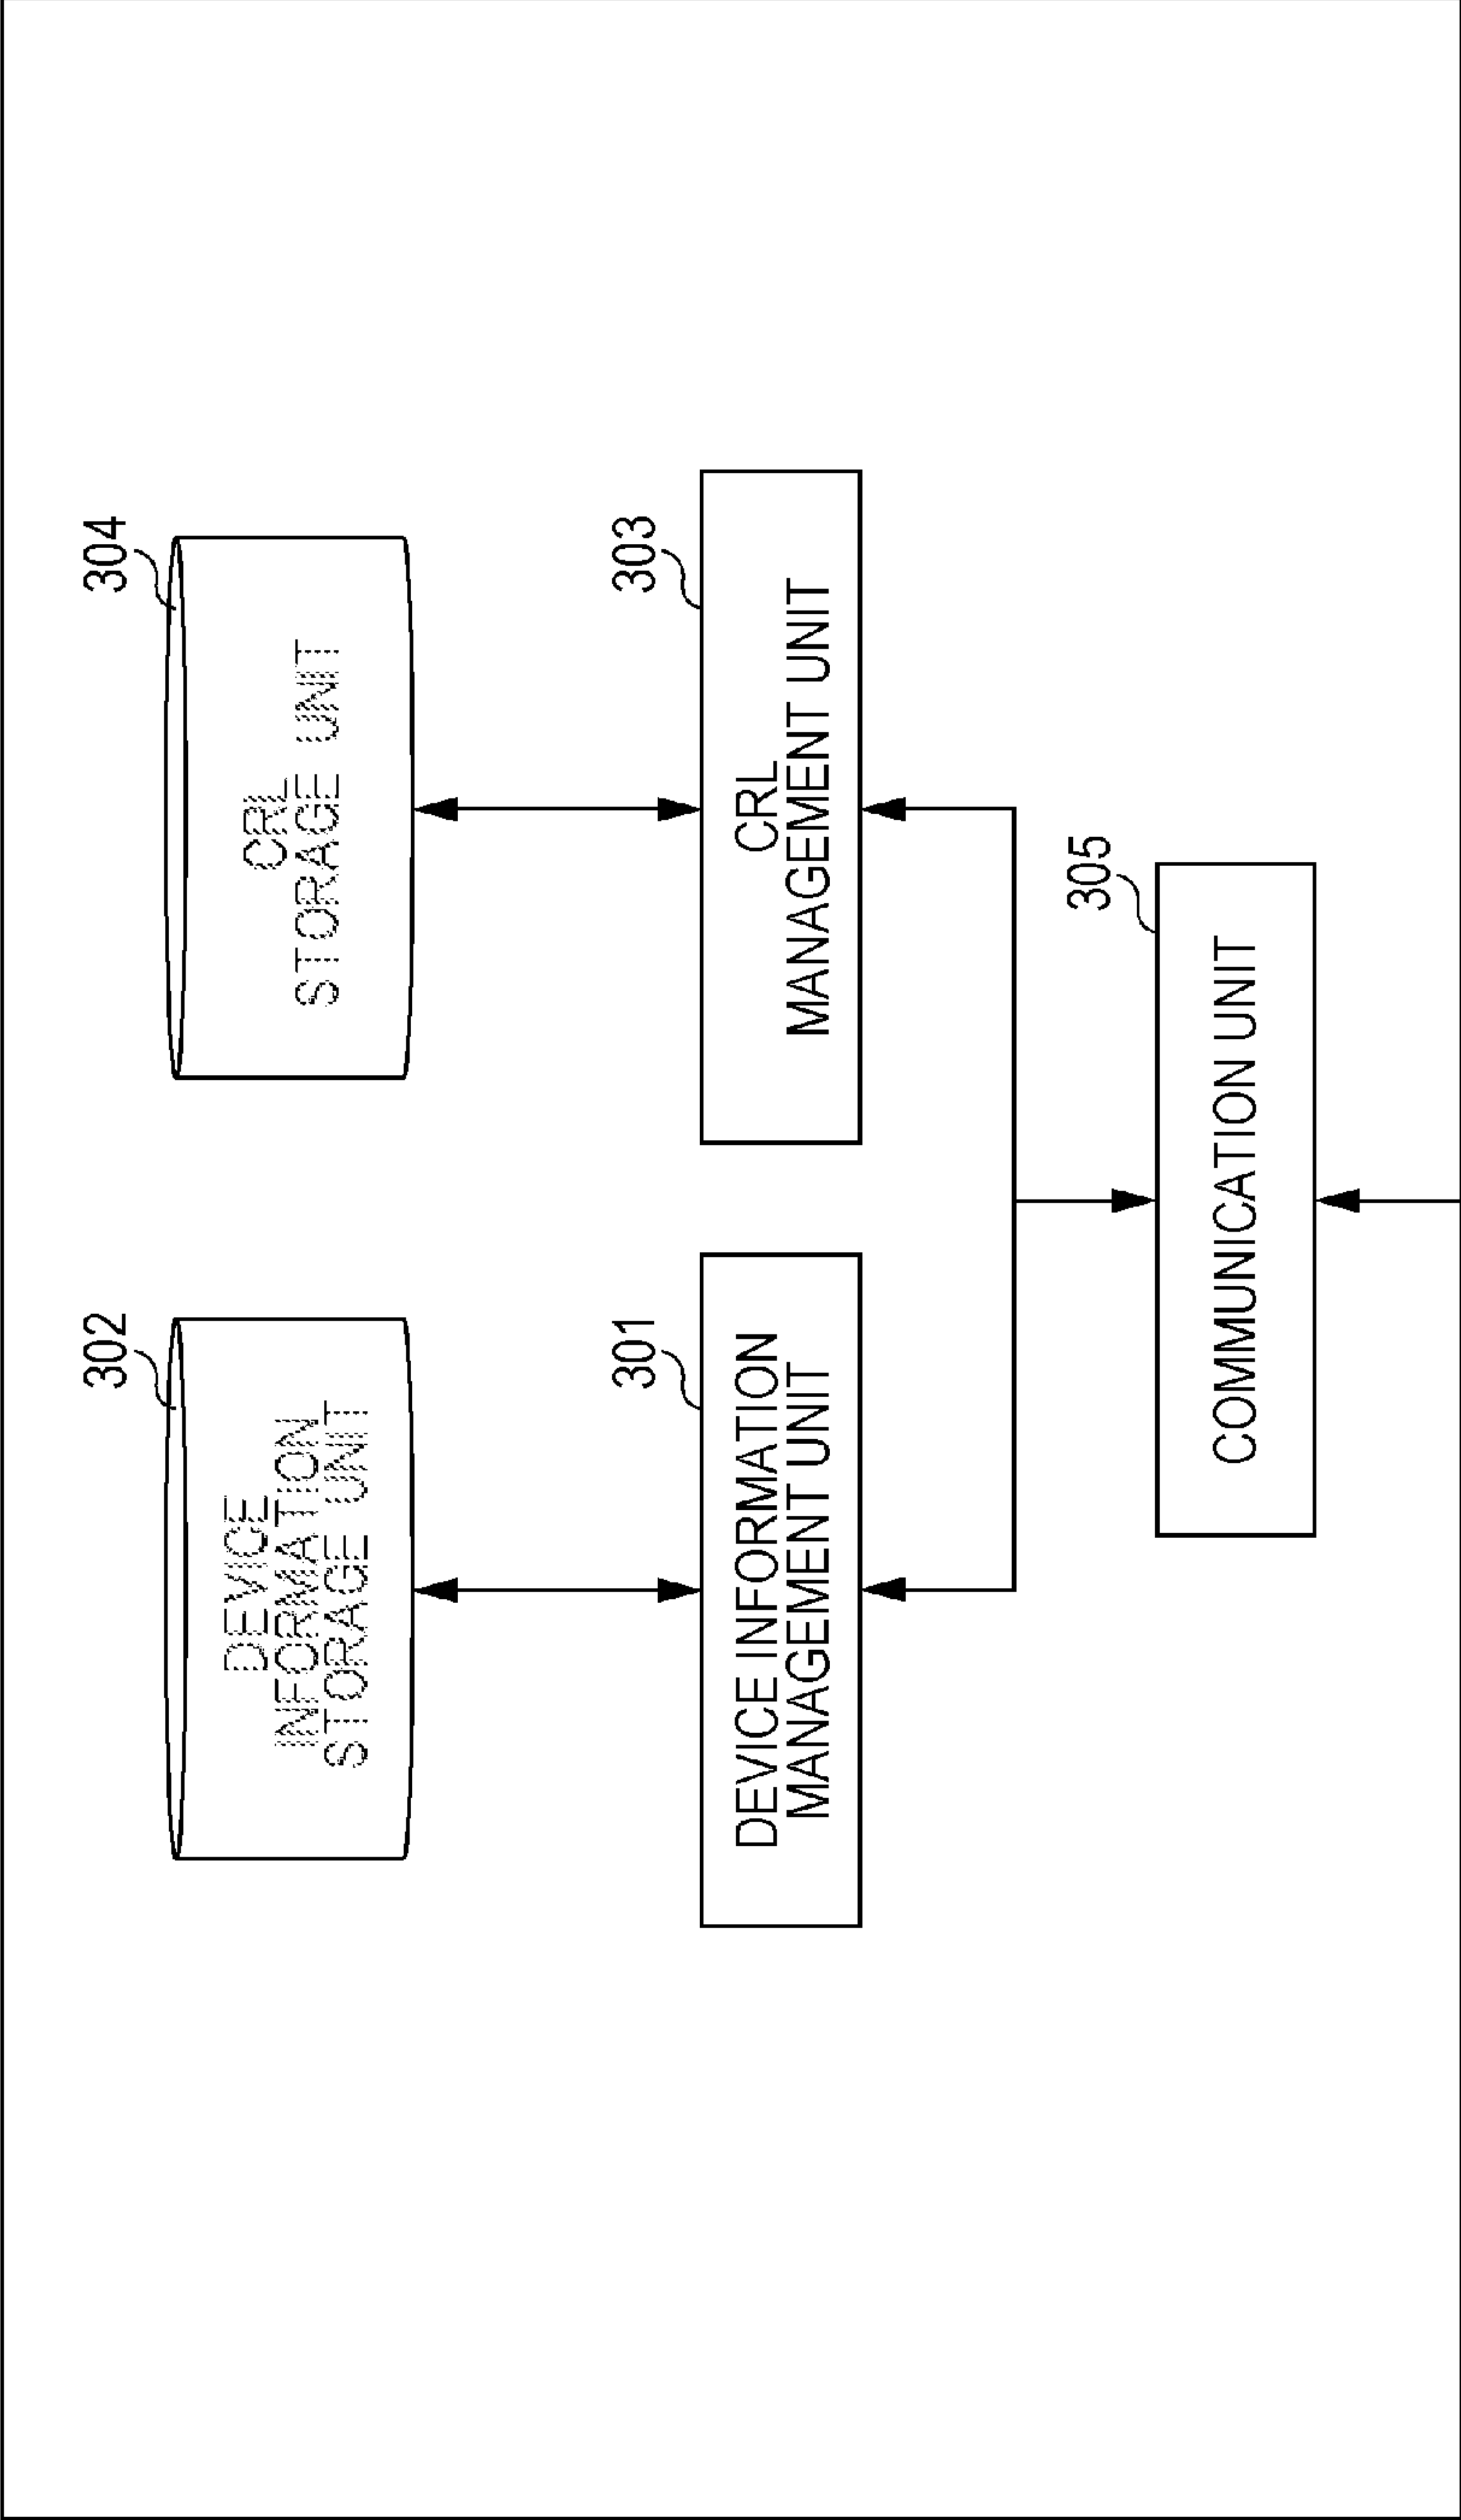 302
DEVICE
INFORMATION
STORAGE UNIT
304
CRL
STORAGE UNIT
301
DEVICE INFORMATION
MANAGEMENT UNIT
303
CRL
MANAGEMENT UNIT
305
COMMUNICATION UNIT